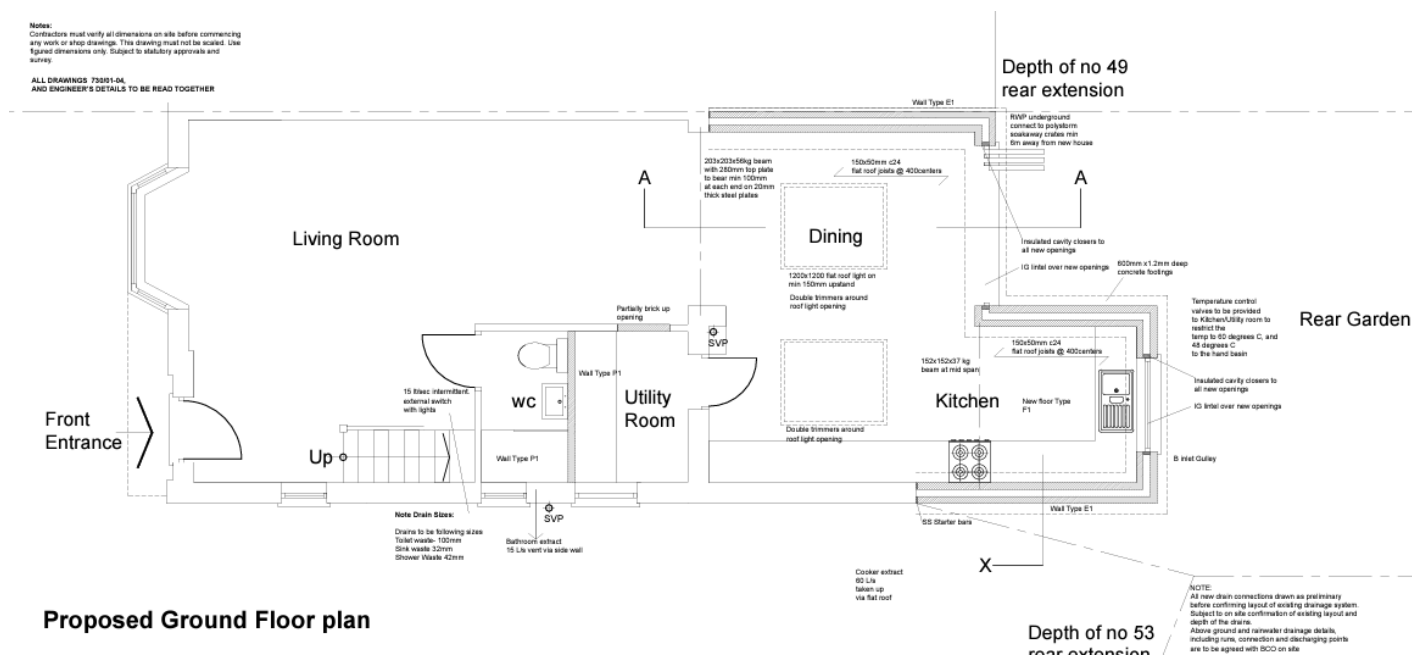 Notes:
Contractors must verify all dimensions on site before commencing
any work or shop drawings. This drawing must not be scaled. Use
figured dimensions only. Subject to statutory approvals and
survey.
ALL DRAWINGS 730/01-04,
AND ENGINEER'S DETAILS TO BE READ TOGETHER
Depth of no 49
rear extension
Wall Type E1
RWP underground
connect to polystorm
soakaway crates min
6m away from new house
203x203x56kg beam
with 280mm top plate
to bear min 100mm
at each end on 20mm
thick steel plates
150x50mm c24
flat roof joists @ 400centers
A
A
Living Room
Dining
Insulated cavity closers to
all new openings
IG lintel over new openings
600mm x1.2mm deep
concrete footings
1200x1200 flat roof light on
min 150mm upstand
Double trimmers around
roof light opening
Partially brick up
opening
SVP
Temperature control
valves to be provided
to Kitchen/Utility room to
restrict the
temp to 60 degrees C, and
48 degrees C
to the hand basin
Rear Garden
150x50mm c24
flat roof joists @ 400centers
152x152x37 kg
beam at mid span
Wall Type P1
15 lt/sec intermittent
external switch
with lights
wc
Utility
Room
Kitchen
New floor Type
F1
Insulated cavity closers to
all new openings
IG lintel over new openings
Front
Entrance
Double trimmers around
roof light opening
Up
Wall Type P1
B inlet Gulley
Note Drain Sizes:
Drains to be following sizes
Toilet waste- 100mm
Sink waste 32mm
Shower Waste 42mm
SVP
Bathroom extract
15 L/s vent via side wall
Wall Type E1
SS Starter bars
X
Cooker extract
60 L/s
taken up
via flat roof
NOTE:
All new drain connections drawn as preliminary
before confirming layout of existing drainage system.
Subject to on site confirmation of existing layout and
depth of the drains.
Above ground and rainwater drainage details,
including runs, connection and discharging points
are to be agreed with BCO on site
Proposed Ground Floor plan
Depth of no 53
rear extension